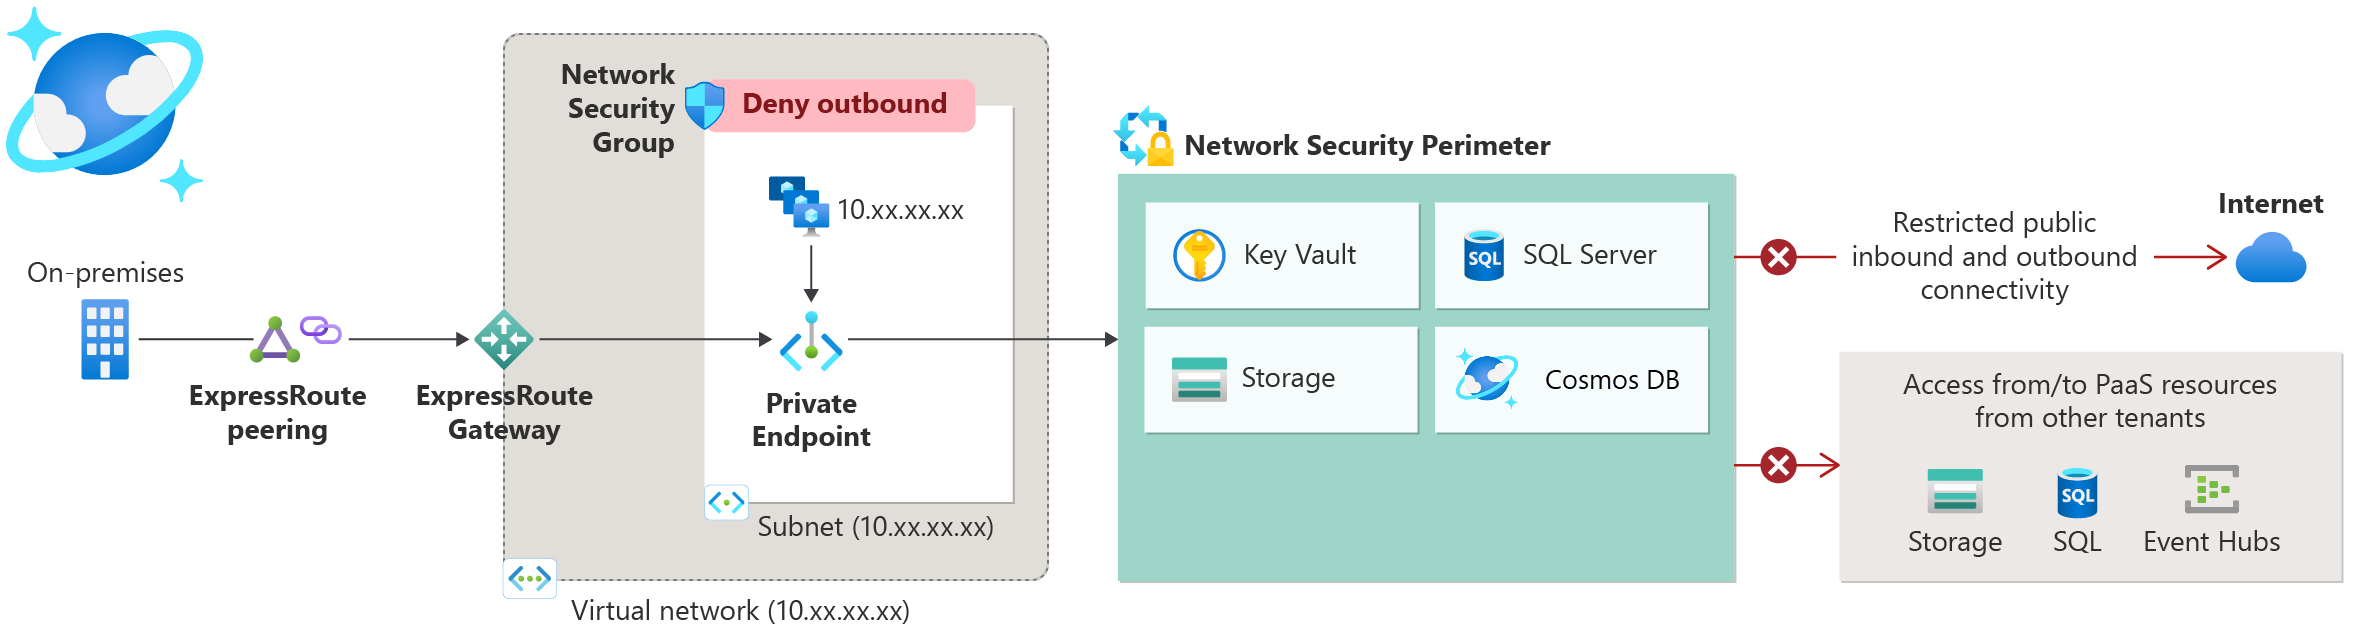 On-premises
ExpressRoute
peering
ExpressRoute
Gateway
Network
Security
Group
Deny outbound
10.xx.xx.xx
Private
Endpoint
Subnet (10.xx.xx.xx)
Virtual network (10.xx.xx.xx)
Network Security Perimeter
Key Vault
SQL
SQL Server
Storage
Cosmos DB
Restricted public
inbound and outbound
connectivity
Internet
Access from/to PaaS resources
from other tenants
Storage
SQL
SQL
Event Hubs